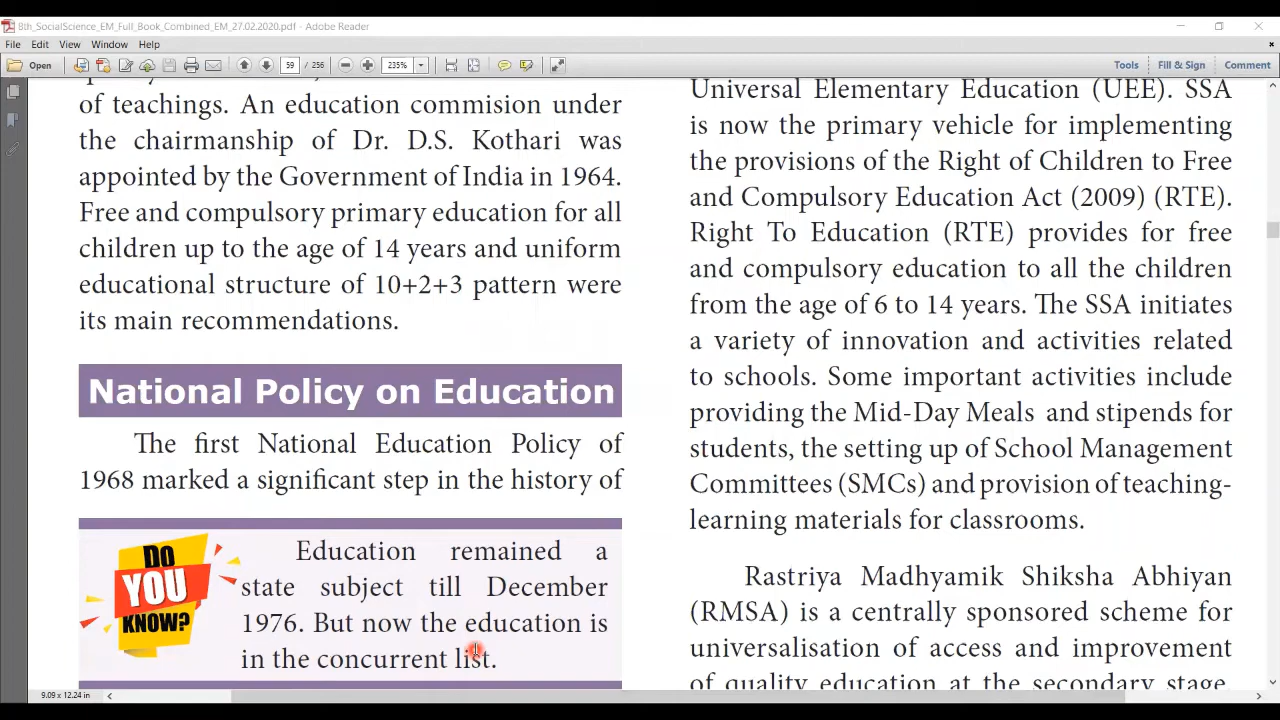 8th_SocialScience_EM_Full_Book_Combined_EM_27.02.2020.pdf - Adobe Reader
File Edit View Window Help
Open 59 / 256 235% Tools Fill & Sign Comment
of teachings. An education commision under
the chairmanship of Dr. D.S. Kothari was
appointed by the Government of India in 1964.
Free and compulsory primary education for all
children up to the age of 14 years and uniform
educational structure of 10+2+3 pattern were
its main recommendations.
National Policy on Education
The first National Education Policy of
1968 marked a significant step in the history of
DO
YOU
KNOW?
Education remained a
state subject till December
1976. But now the education is
in the concurrent list.
Universal Elementary Education (UEE). SSA
is now the primary vehicle for implementing
the provisions of the Right of Children to Free
and Compulsory Education Act (2009) (RTE).
Right To Education (RTE) provides for free
and compulsory education to all the children
from the age of 6 to 14 years. The SSA initiates
a variety of innovation and activities related
to schools. Some important activities include
providing the Mid-Day Meals and stipends for
students, the setting up of School Management
Committees (SMCs) and provision of teaching-
learning materials for classrooms.
Rastriya Madhyamik Shiksha Abhiyan
(RMSA) is a centrally sponsored scheme for
universalisation of access and improvement
of quality education at the secondary stage.
9.09 x 12.24 in